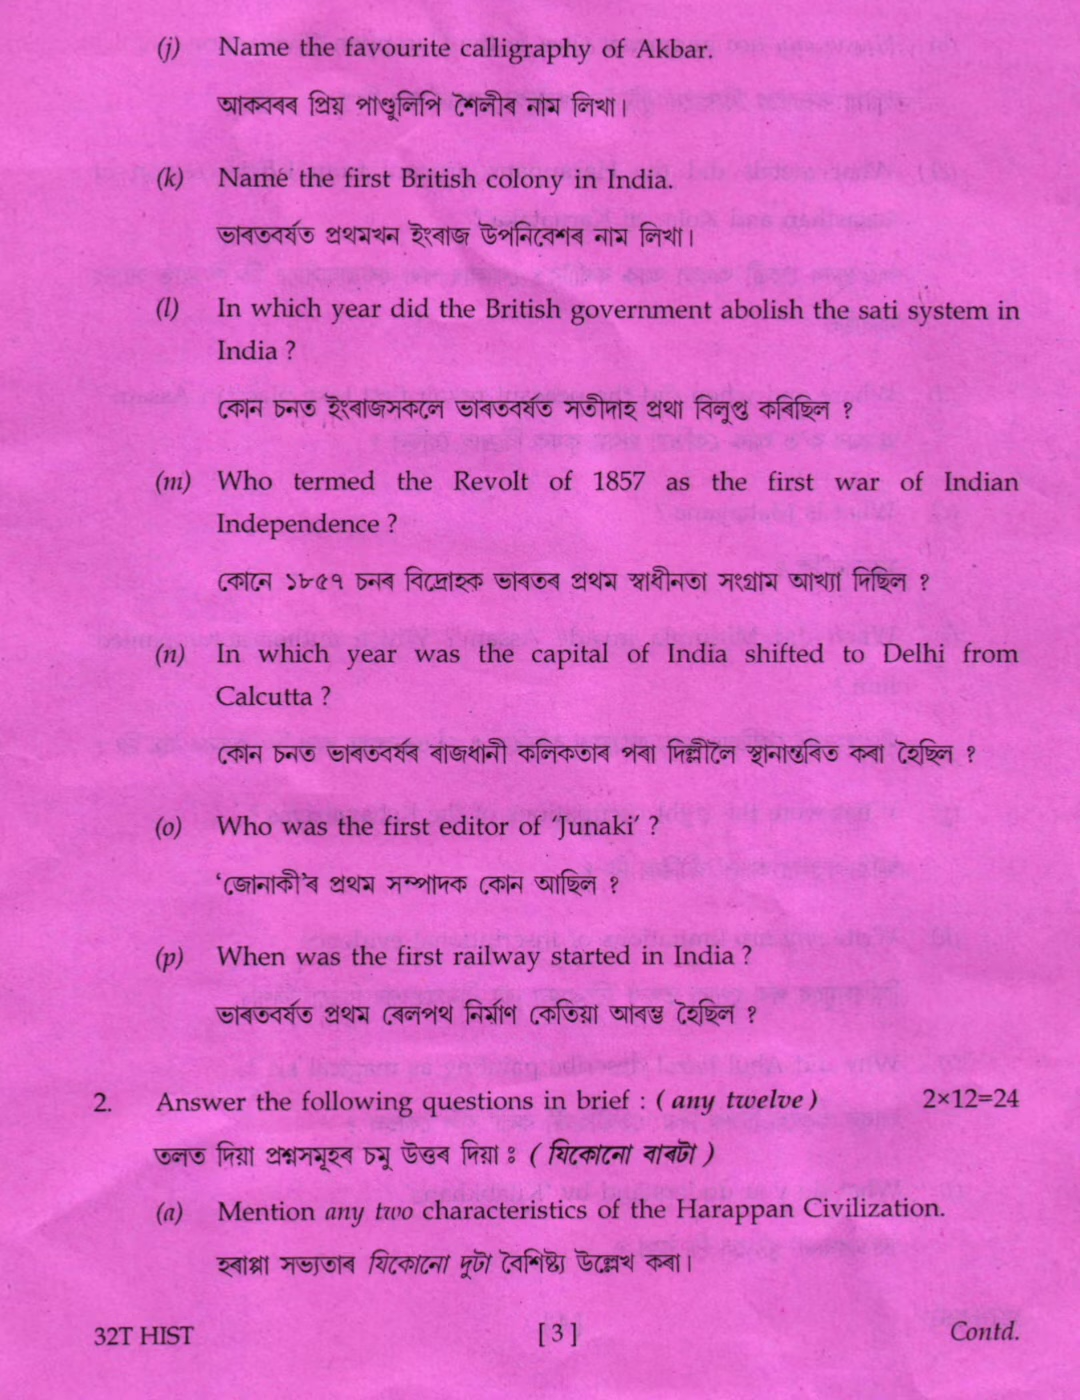 (j) Name the favourite calligraphy of Akbar.
আকবৰৰ প্ৰিয় পাণ্ডুলিপি শৈলীৰ নাম লিখা।
(k) Name the first British colony in India.
ভাৰতবৰ্ষত প্ৰথমখন ইংৰাজ উপনিবেশৰ নাম লিখা।
(l) In which year did the British government abolish the sati system in
India ?
কোন চনত ইংৰাজসকলে ভাৰতবৰ্ষত সতীদাহ প্ৰথা বিলুপ্ত কৰিছিল ?
(m) Who termed the Revolt of 1857 as the first war of Indian
Independence ?
কোনে ১৮৫৭ চনৰ বিদ্ৰোহক ভাৰতৰ প্ৰথম স্বাধীনতা সংগ্ৰাম আখ্যা দিছিল ?
(n) In which year was the capital of India shifted to Delhi from
Calcutta ?
কোন চনত ভাৰতবৰ্ষৰ ৰাজধানী কলিকতাৰ পৰা দিল্লীলৈ স্থানান্তৰিত কৰা হৈছিল ?
(o) Who was the first editor of 'Junaki' ?
'জোনাকী'ৰ প্ৰথম সম্পাদক কোন আছিল ?
(p) When was the first railway started in India ?
ভাৰতবৰ্ষত প্ৰথম ৰেলপথ নিৰ্মাণ কেতিয়া আৰম্ভ হৈছিল ?
2. Answer the following questions in brief : ( any twelve ) 2×12=24
তলত দিয়া প্ৰশ্নসমূহৰ চমু উত্তৰ দিয়া ঃ ( যিকোনো বাৰটা )
(a) Mention any two characteristics of the Harappan Civilization.
হৰাপ্পা সভ্যতাৰ যিকোনো দুটা বৈশিষ্ট্য উল্লেখ কৰা।
32T HIST [ 3 ] Contd.